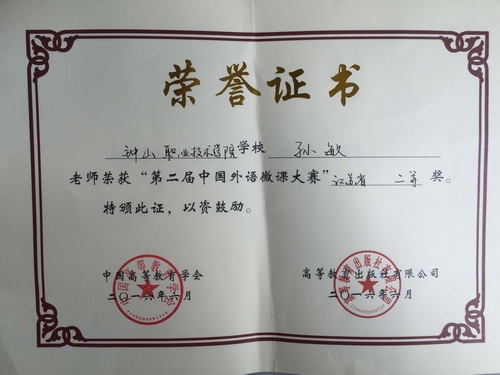 荣誉证书
钟山职业技术学院学校 孙敏
老师荣获“第二届中国外语微课大赛”江苏省 二等 奖。
特颁此证，以资鼓励。
中国高等教育学会 高等教育出版社有限公司
二〇一六年六月 二〇一六年六月